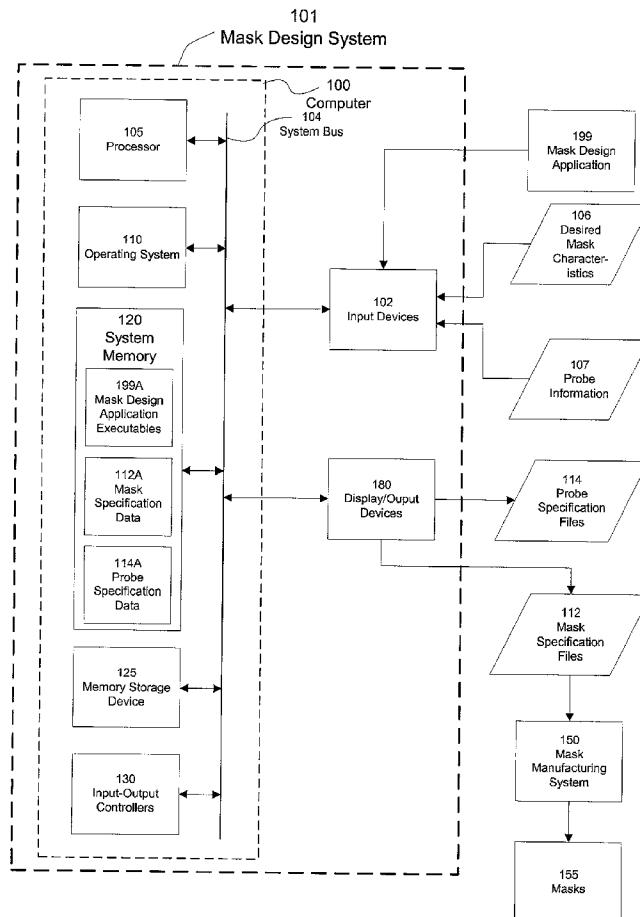 101
Mask Design System
100
Computer
104
System Bus
105
Processor
199
Mask Design
Application
110
Operating System
106
Desired
Mask
Character-
istics
102
Input Devices
120
System
Memory
199A
Mask Design
Application
Executables
107
Probe
Information
112A
Mask
Specification
Data
180
Display/Ouput
Devices
114
Probe
Specification
Files
114A
Probe
Specification
Data
112
Mask
Specification
Files
125
Memory Storage
Device
150
Mask
Manufacturing
System
130
Input-Output
Controllers
155
Masks